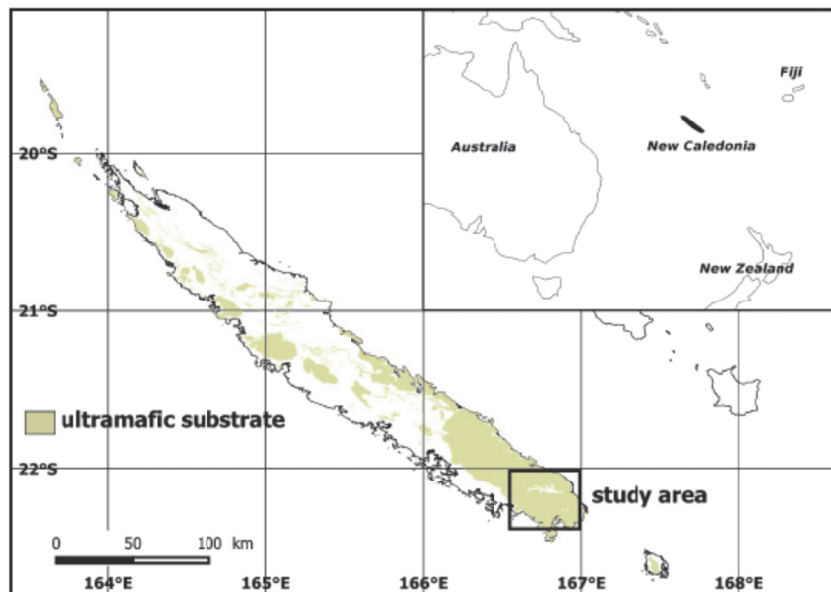 Fiji
Australia
New Caledonia
New Zealand
20°S
21°S
22°S
ultramafic substrate
study area
0 50 100 km
164°E 165°E 166°E 167°E 168°E